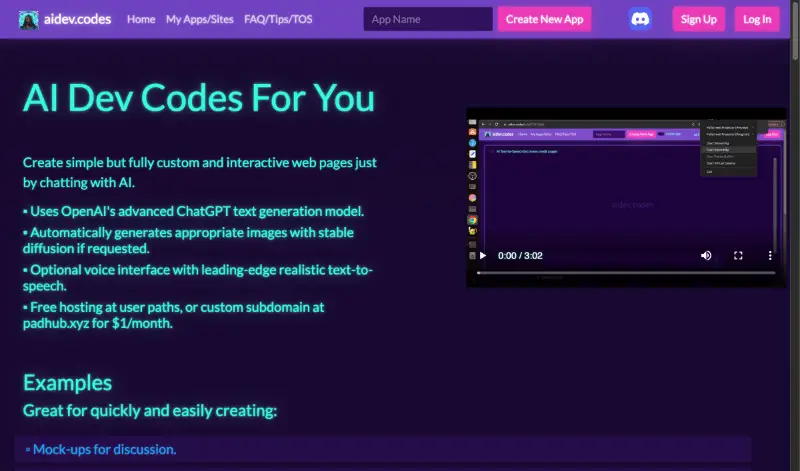 aidev.codes Home My Apps/Sites FAQ/Tips/TOS App Name Create New App Sign Up Log In
AI Dev Codes For You
Create simple but fully custom and interactive web pages just
by chatting with AI.
▪ Uses OpenAI's advanced ChatGPT text generation model.
▪ Automatically generates appropriate images with stable
diffusion if requested.
▪ Optional voice interface with leading-edge realistic text-to-
speech.
▪ Free hosting at user paths, or custom subdomain at
padhub.xyz for $1/month.
aidev.codes
0:00 / 3:02
Examples
Great for quickly and easily creating:
▪ Mock-ups for discussion.